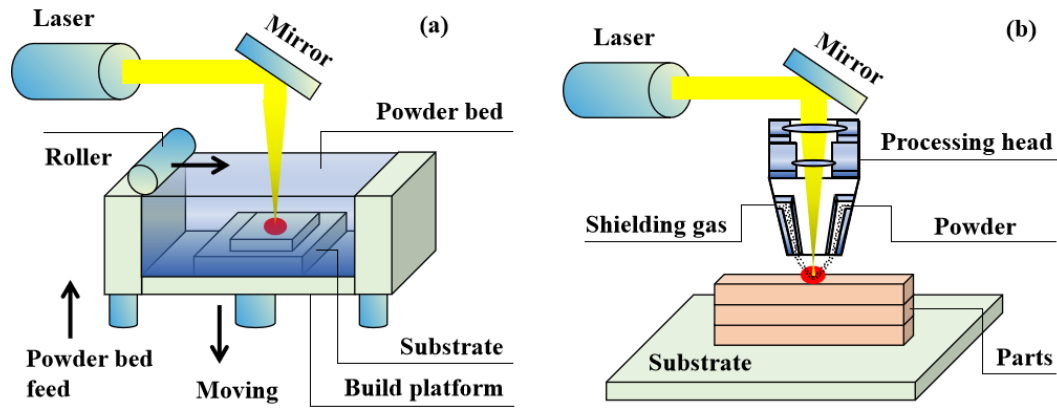 (a)
Laser
Mirror
Powder bed
Roller
Substrate
Powder bed
feed
Moving
Build platform
(b)
Laser
Mirror
Processing head
Shielding gas
Powder
Substrate
Parts